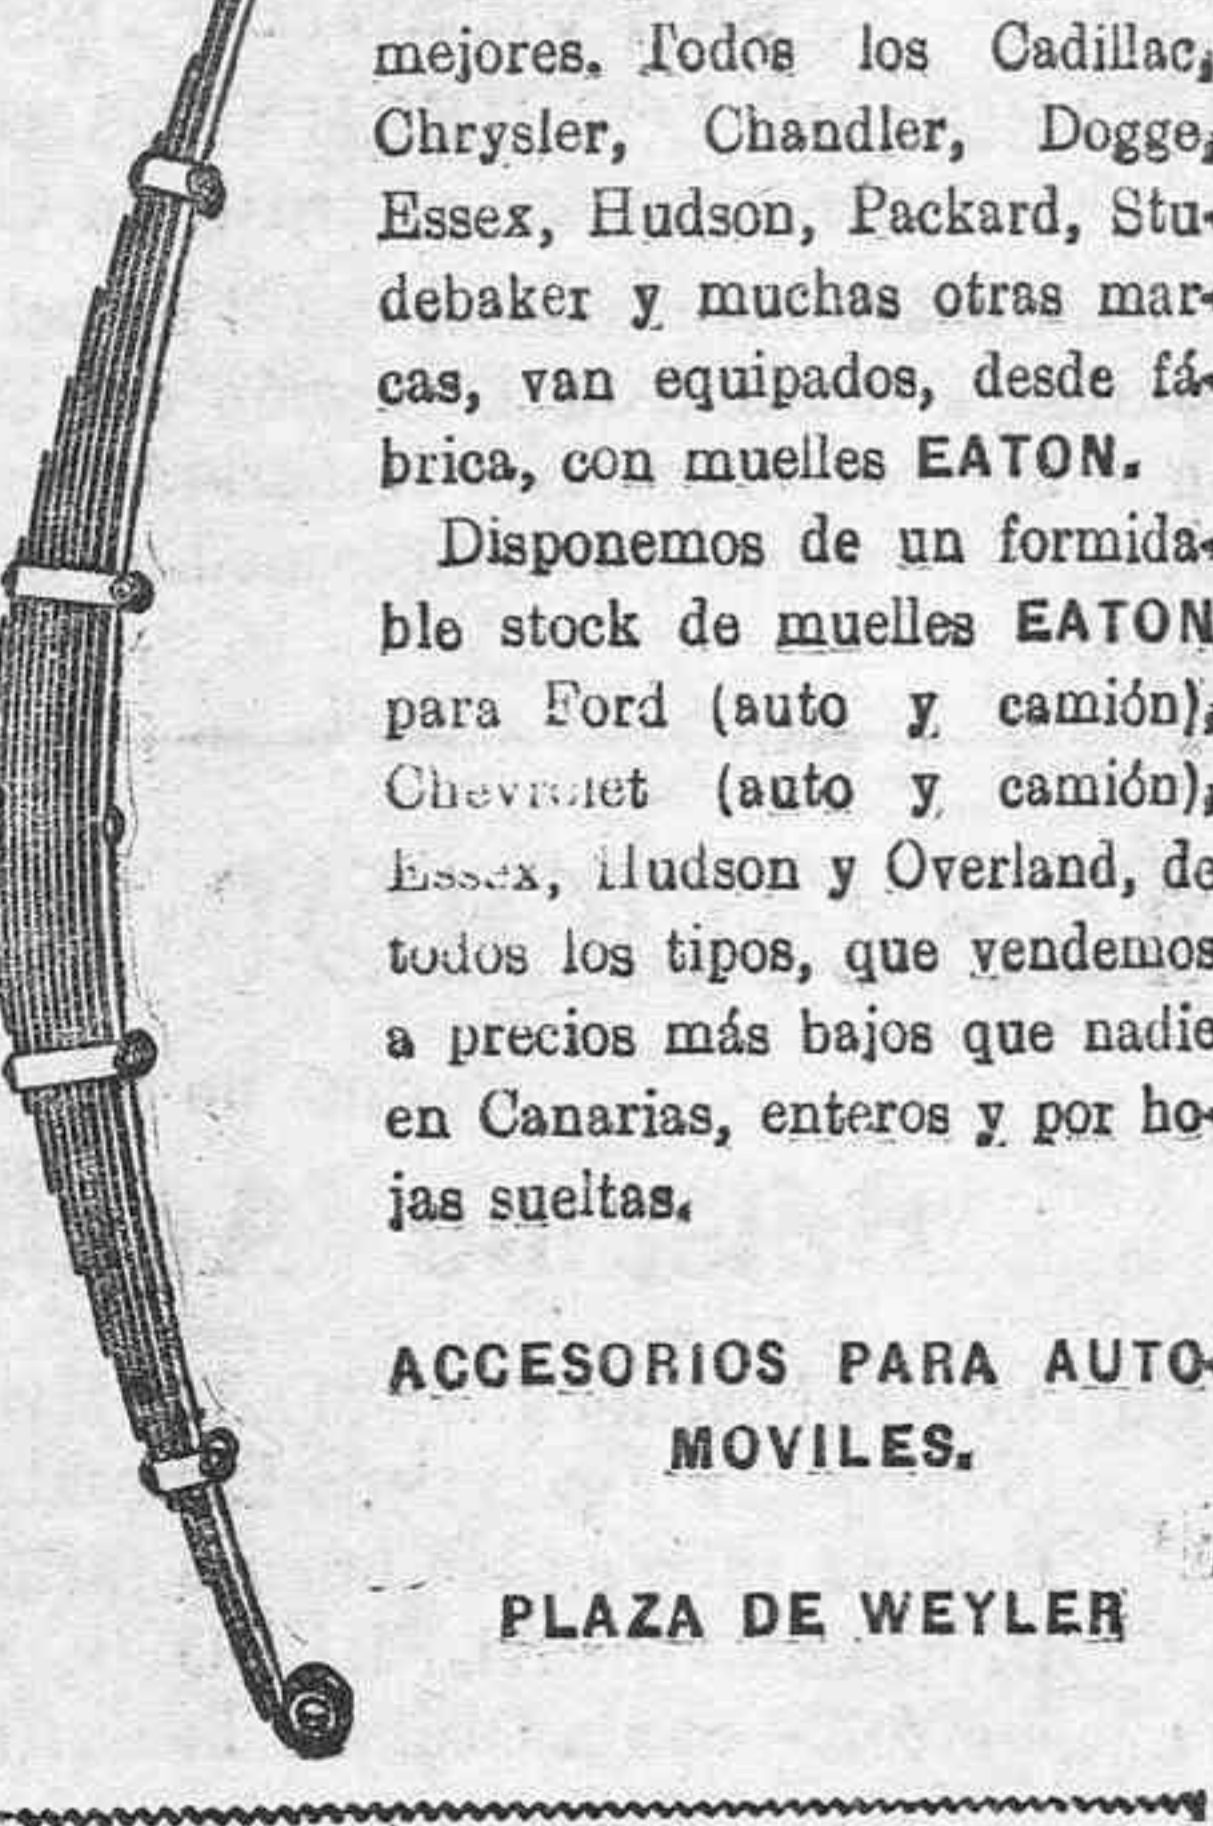 mejores. Todos los Cadillac,
Chrysler, Chandler, Dogge,
Essex, Hudson, Packard, Stu-
debaker y muchas otras mar-
cas, van equipados, desde fá-
brica, con muelles EATON.
Disponemos de un formida-
ble stock de muelles EATON
para Ford (auto y camión),
Chevrolet (auto y camión),
Essex, Hudson y Overland, de
todos los tipos, que vendemos
a precios más bajos que nadie
en Canarias, enteros y por ho-
jas sueltas.
ACCESORIOS PARA AUTO-
MOVILES.
PLAZA DE WEYLER